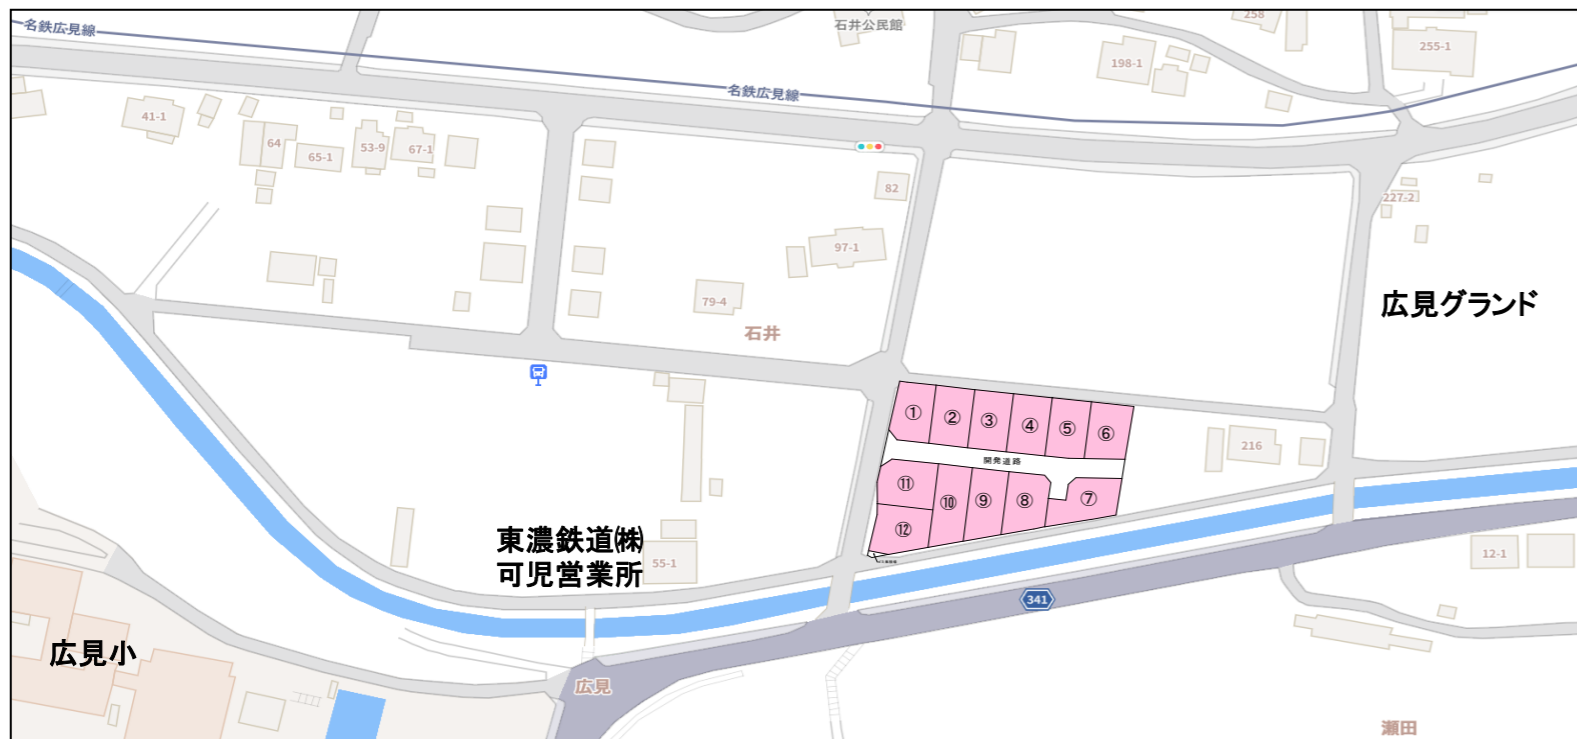 名鉄広見線
石井公民館
258
255-1
198-1
名鉄広見線
41-1
64
65-1
53-9
67-1
82
227-2
97-1
79-4
石井
広見グランド
①
②
③
④
⑤
⑥
開発道路
216
⑪
⑩
⑨
⑧
⑦
⑫
東濃鉄道㈱
可児営業所
55-1
12-1
341
広見小
広見
瀬田